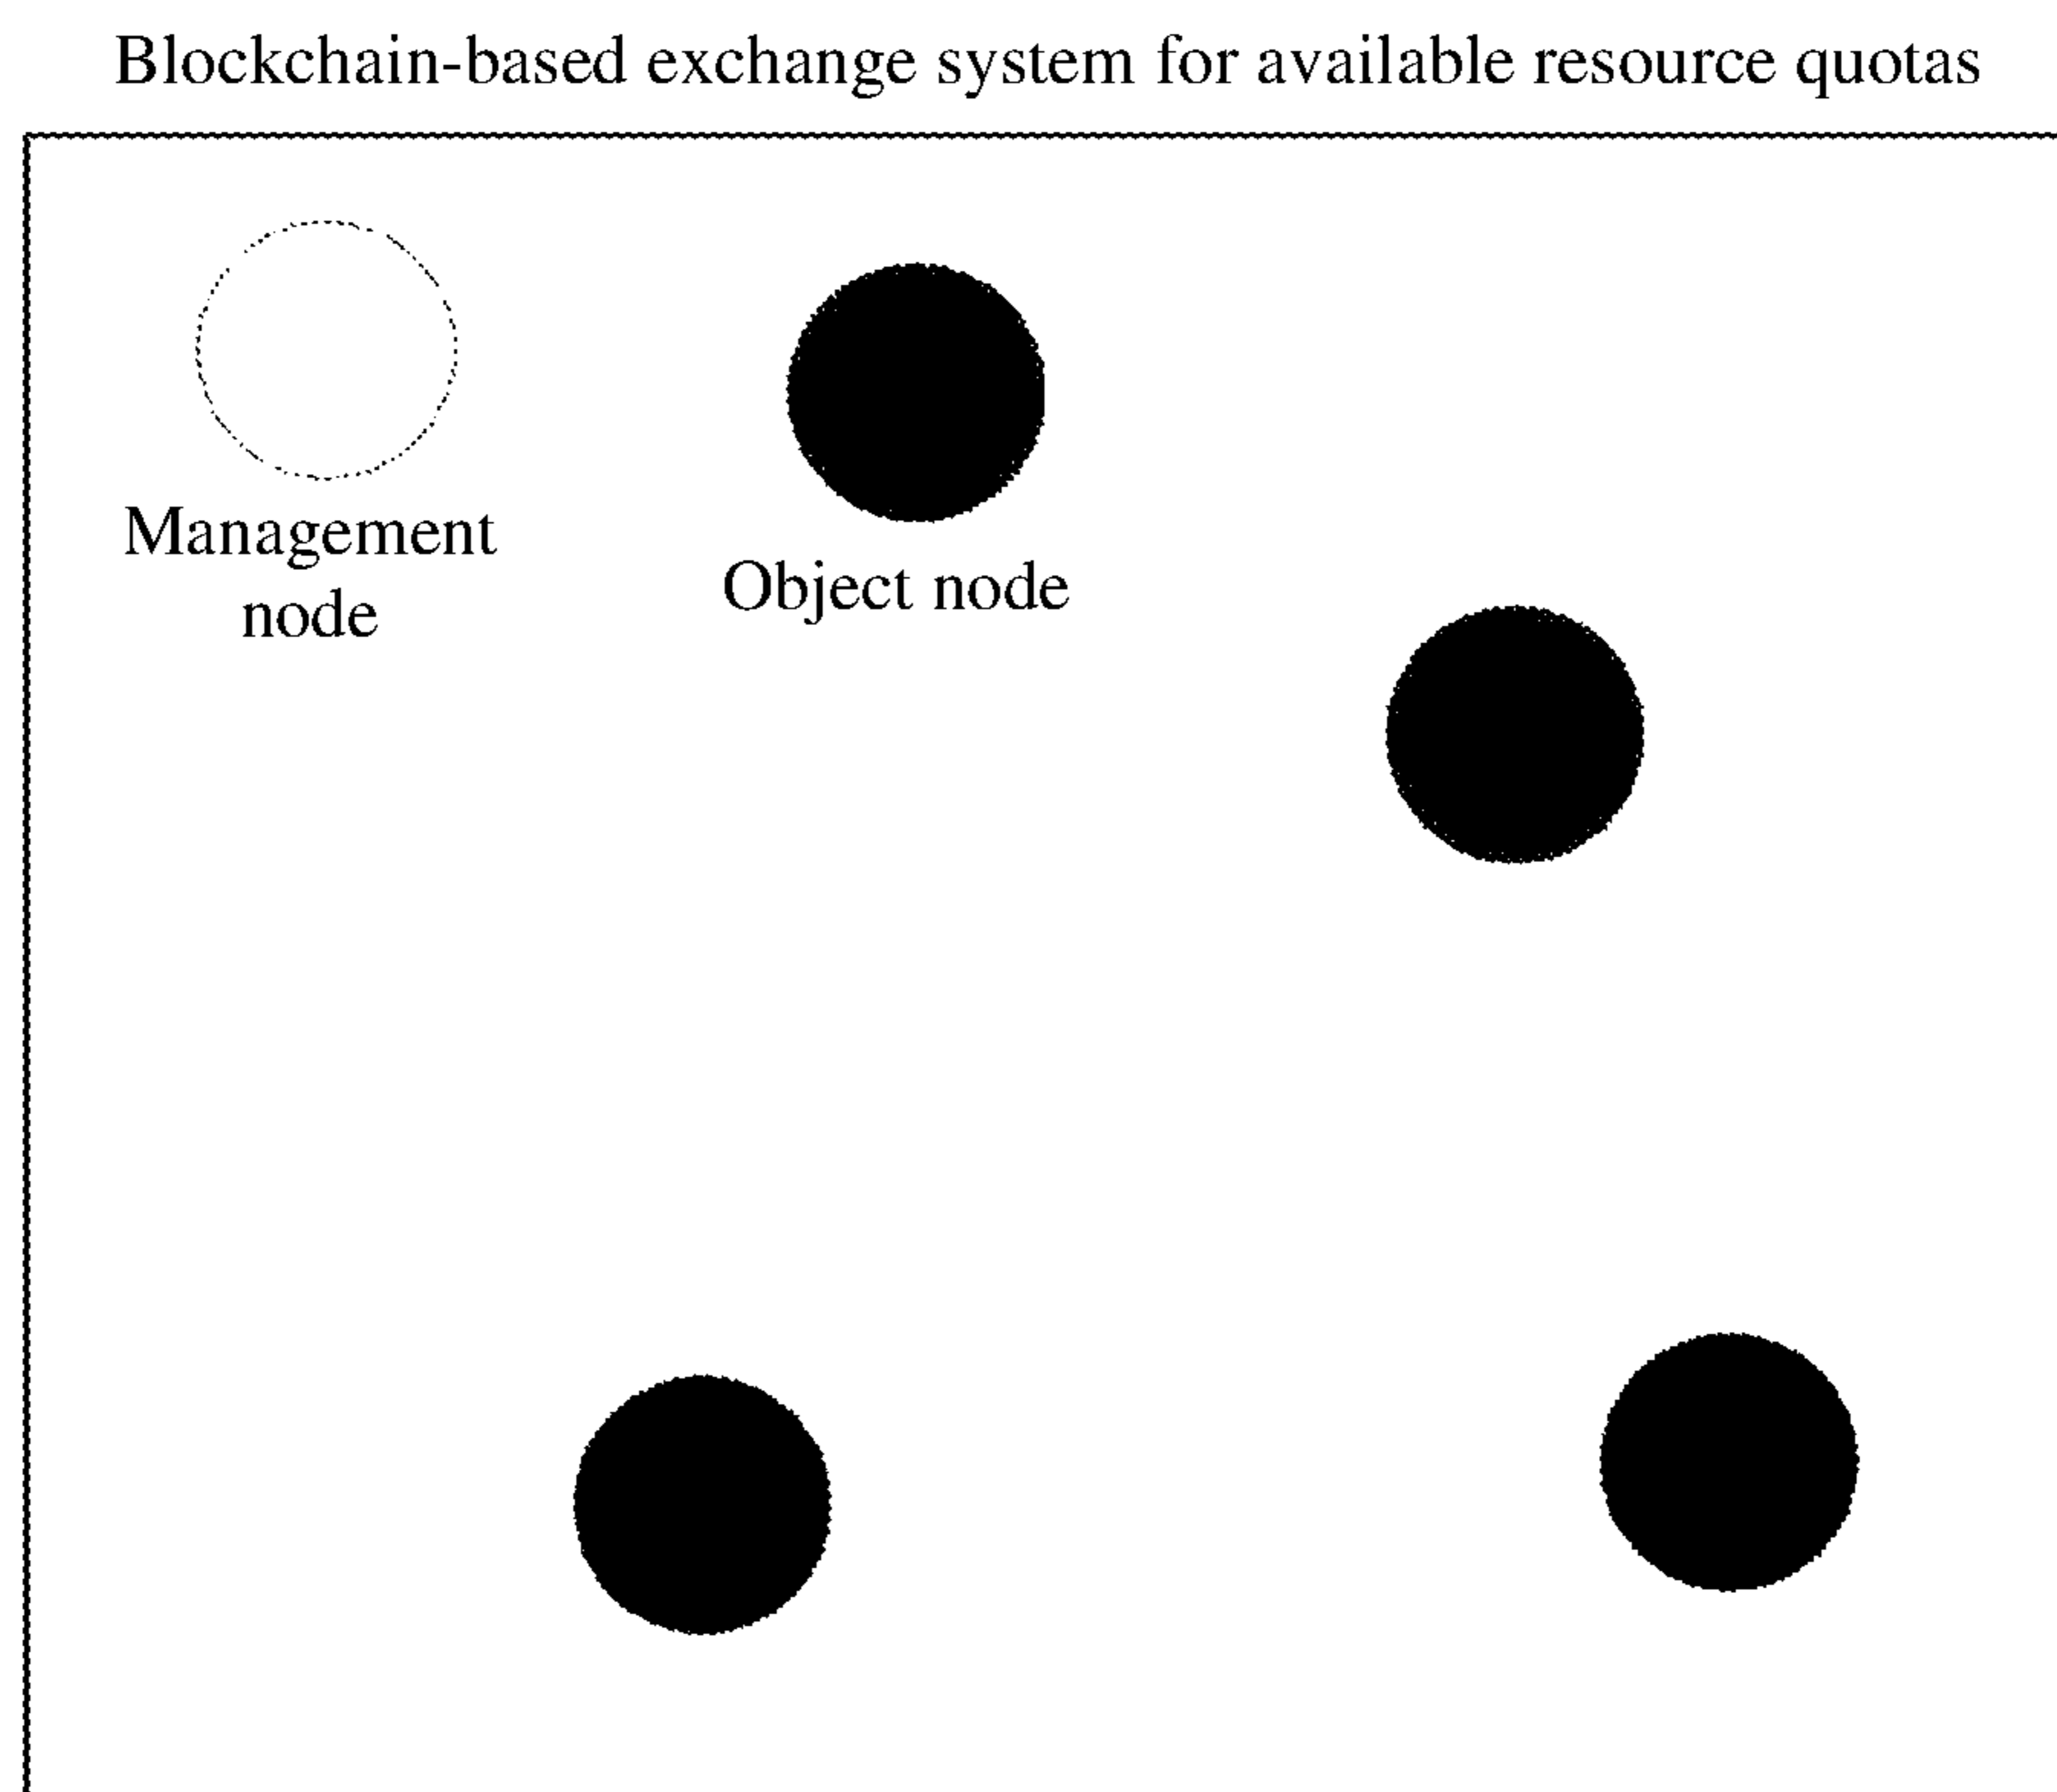 Blockchain-based exchange system for available resource quotas
Management
node
Object node